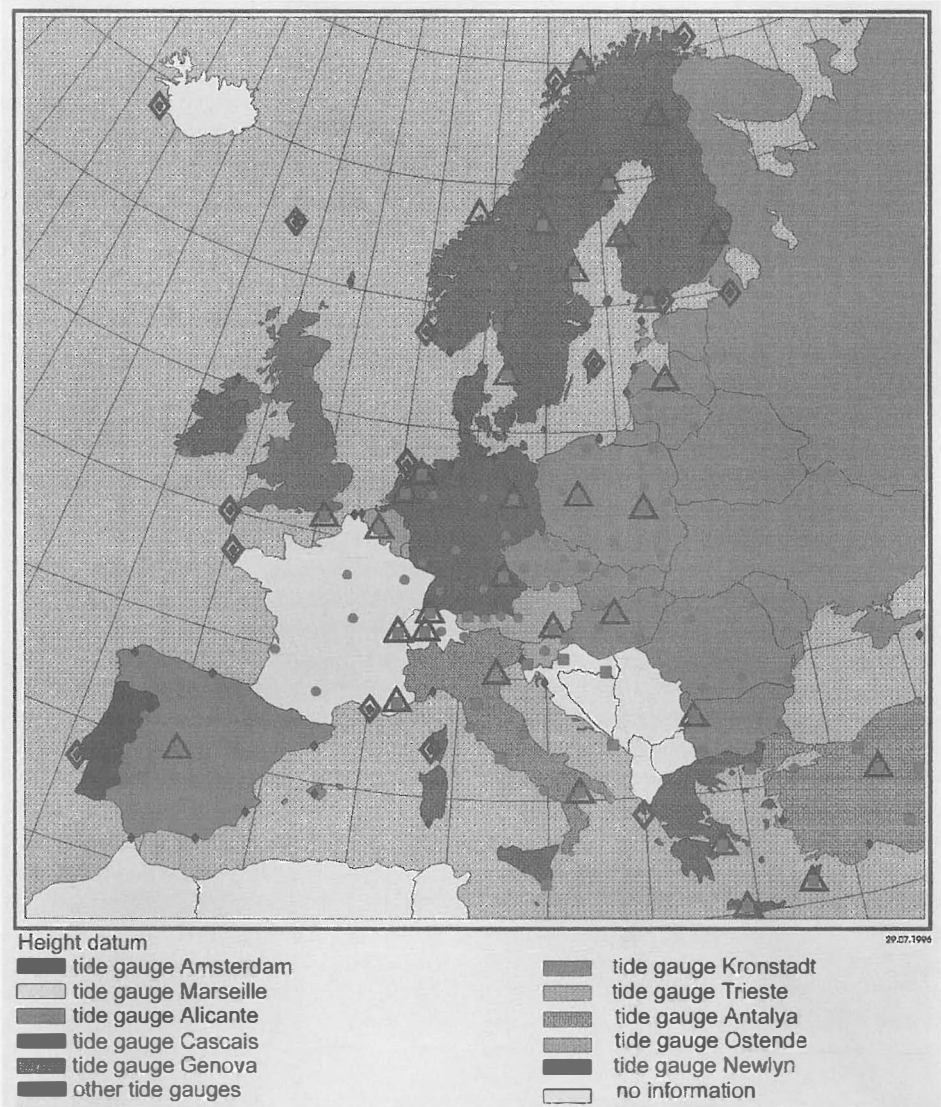 29.07.1996
Height datum
tide gauge Amsterdam
tide gauge Marseille
tide gauge Alicante
tide gauge Cascais
tide gauge Genova
other tide gauges
tide gauge Kronstadt
tide gauge Trieste
tide gauge Antalya
tide gauge Ostende
tide gauge Newlyn
no information